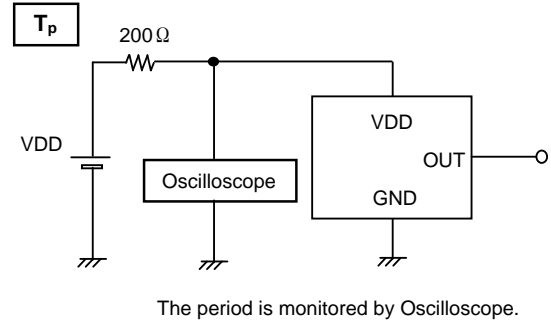 Tp
200Ω
VDD
VDD
OUT
Oscilloscope
GND
The period is monitored by Oscilloscope.